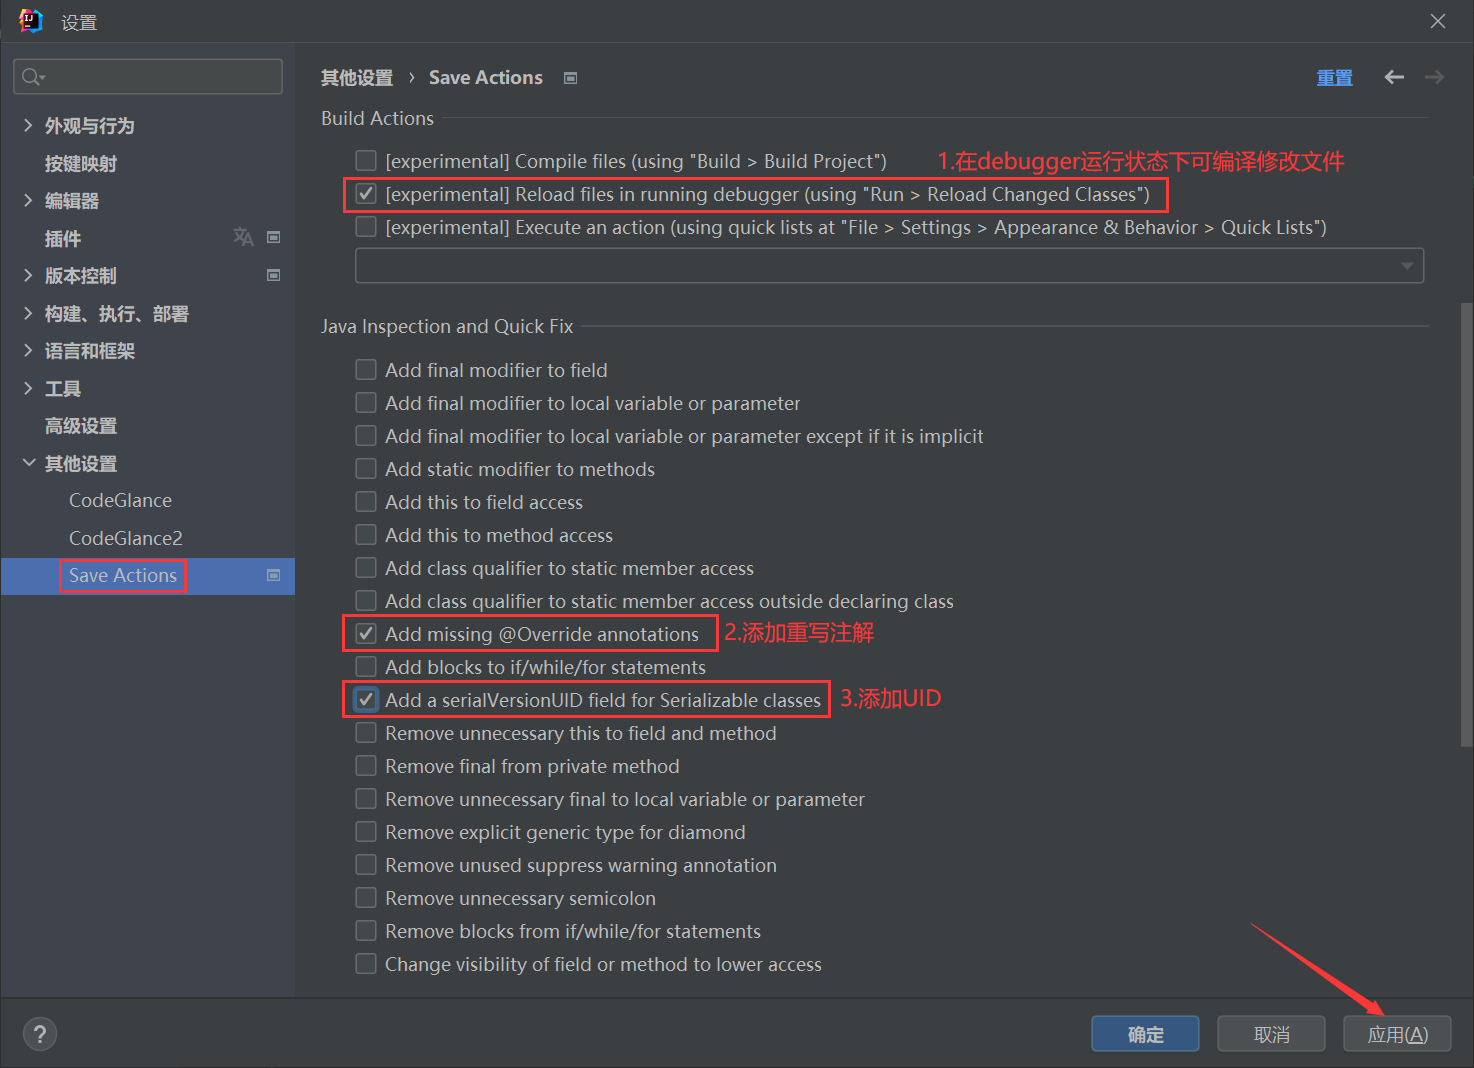 设置
其他设置 › Save Actions
重置
外观与行为
按键映射
编辑器
插件
版本控制
构建、执行、部署
语言和框架
工具
高级设置
其他设置
CodeGlance
CodeGlance2
Save Actions
Build Actions
[experimental] Compile files (using "Build > Build Project")
1.在debugger运行状态下可编译修改文件
[experimental] Reload files in running debugger (using "Run > Reload Changed Classes")
[experimental] Execute an action (using quick lists at "File > Settings > Appearance & Behavior > Quick Lists")
Java Inspection and Quick Fix
Add final modifier to field
Add final modifier to local variable or parameter
Add final modifier to local variable or parameter except if it is implicit
Add static modifier to methods
Add this to field access
Add this to method access
Add class qualifier to static member access
Add class qualifier to static member access outside declaring class
Add missing @Override annotations
2.添加重写注解
Add blocks to if/while/for statements
Add a serialVersionUID field for Serializable classes
3.添加UID
Remove unnecessary this to field and method
Remove final from private method
Remove unnecessary final to local variable or parameter
Remove explicit generic type for diamond
Remove unused suppress warning annotation
Remove unnecessary semicolon
Remove blocks from if/while/for statements
Change visibility of field or method to lower access
?
确定
取消
应用(A)